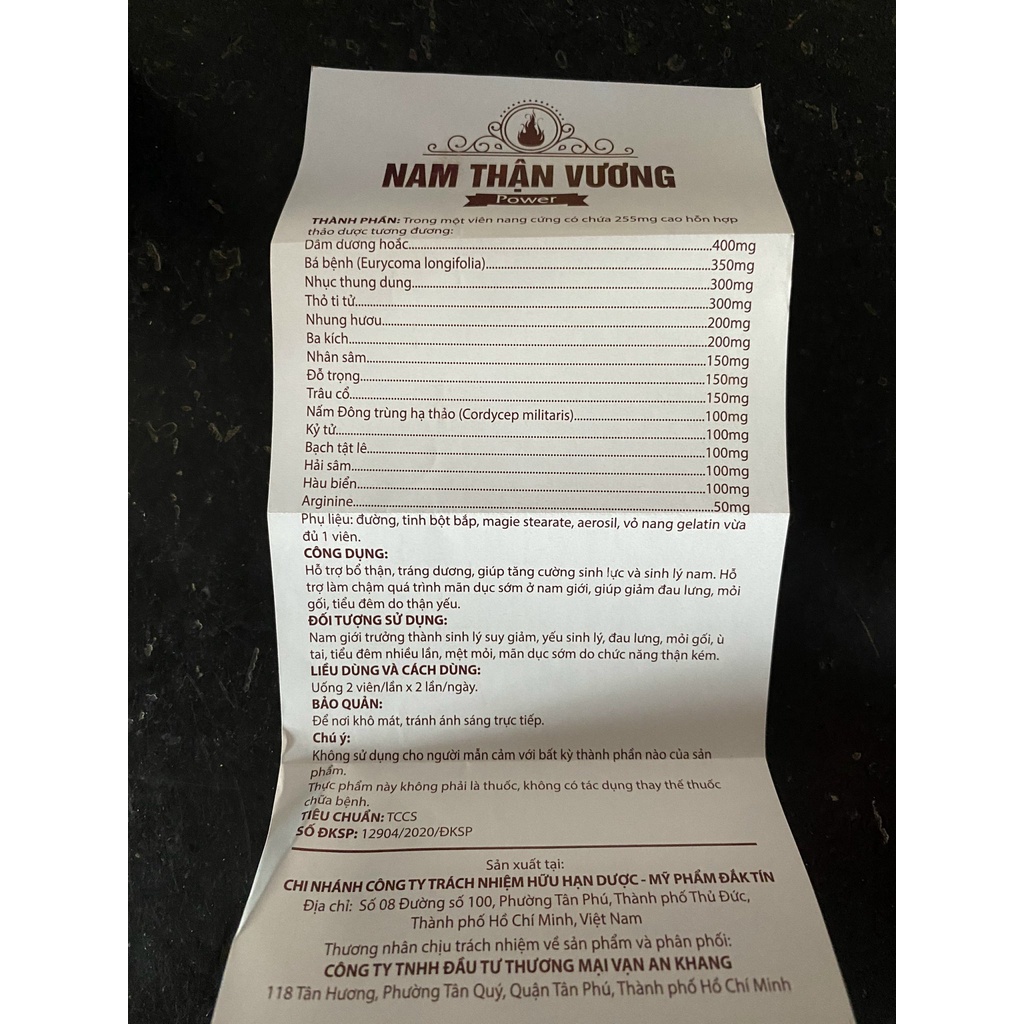 NAM THẬN VƯƠNG
Power
THÀNH PHẦN: Trong một viên nang cứng có chứa 255mg cao hỗn hợp
thảo dược tương đương:
Dâm dương hoắc....................................................................................400mg
Bá bệnh (Eurycoma longifolia)...............................................................350mg
Nhục thung dung...................................................................................300mg
Thỏ ti tử..................................................................................................300mg
Nhung hươu...........................................................................................200mg
Ba kích....................................................................................................200mg
Nhân sâm...............................................................................................150mg
Đỗ trọng.................................................................................................150mg
Trâu cổ...................................................................................................150mg
Nấm Đông trùng hạ thảo (Cordycep militaris)....................................100mg
Kỷ tử.......................................................................................................100mg
Bạch tật lê...............................................................................................100mg
Hải sâm...................................................................................................100mg
Hàu biển.................................................................................................100mg
Arginine....................................................................................................50mg
Phụ liệu: đường, tinh bột bắp, magie stearate, aerosil, vỏ nang gelatin vừa
đủ 1 viên.
CÔNG DỤNG:
Hỗ trợ bổ thận, tráng dương, giúp tăng cường sinh lực và sinh lý nam. Hỗ
trợ làm chậm quá trình mãn dục sớm ở nam giới, giúp giảm đau lưng, mỏi
gối, tiểu đêm do thận yếu.
ĐỐI TƯỢNG SỬ DỤNG:
Nam giới trưởng thành sinh lý suy giảm, yếu sinh lý, đau lưng, mỏi gối, ù
tai, tiểu đêm nhiều lần, mệt mỏi, mãn dục sớm do chức năng thận kém.
LIỀU DÙNG VÀ CÁCH DÙNG:
Uống 2 viên/lần x 2 lần/ngày.
BẢO QUẢN:
Để nơi khô mát, tránh ánh sáng trực tiếp.
Chú ý:
Không sử dụng cho người mẫn cảm với bất kỳ thành phần nào của sản
phẩm.
Thực phẩm này không phải là thuốc, không có tác dụng thay thế thuốc
chữa bệnh.
TIÊU CHUẨN: TCCS
SỐ ĐKSP: 12904/2020/ĐKSP
Sản xuất tại:
CHI NHÁNH CÔNG TY TRÁCH NHIỆM HỮU HẠN DƯỢC - MỸ PHẨM ĐẮK TÍN
Địa chỉ: Số 08 Đường số 100, Phường Tân Phú, Thành phố Thủ Đức,
Thành phố Hồ Chí Minh, Việt Nam
Thương nhân chịu trách nhiệm về sản phẩm và phân phối:
CÔNG TY TNHH ĐẦU TƯ THƯƠNG MẠI VẠN AN KHANG
118 Tân Hương, Phường Tân Quý, Quận Tân Phú, Thành phố Hồ Chí Minh